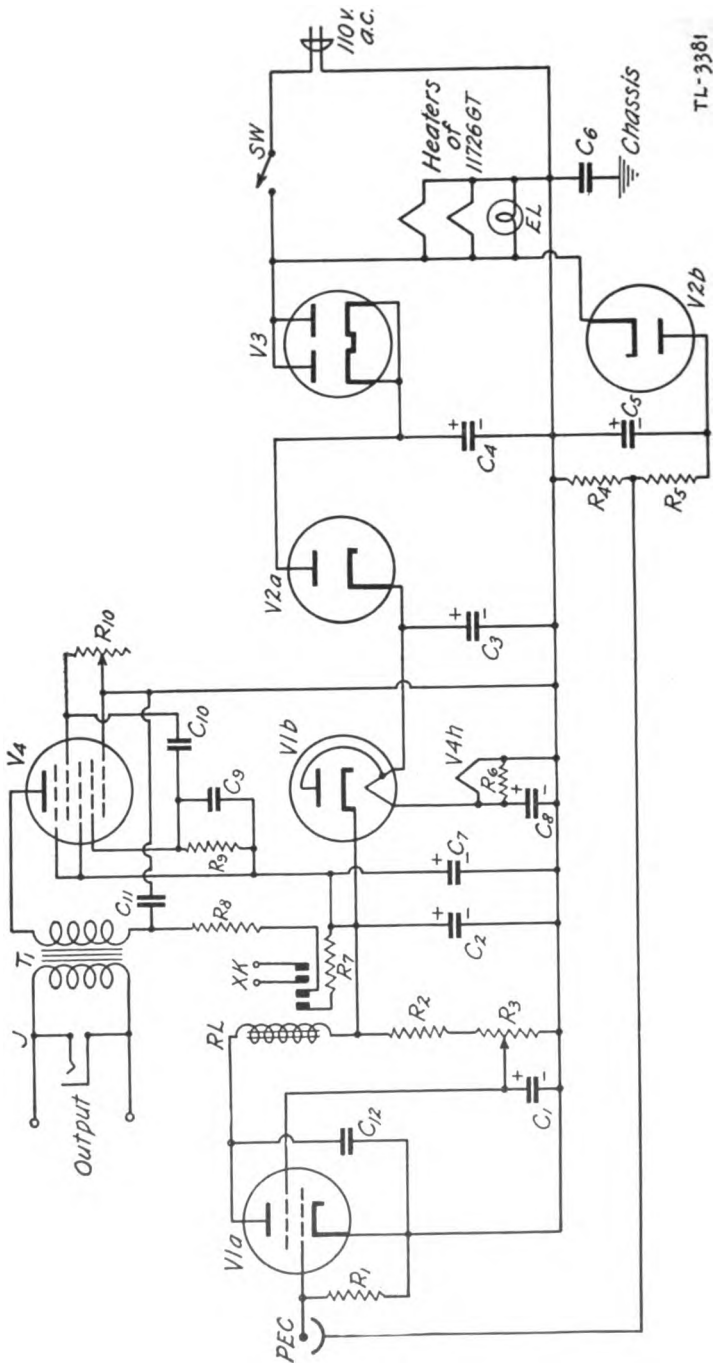 J
Output
T1
V4
R10
C11
C10
C9
R9
R8
XK
R7
RL
V1a
PEC
R1
C12
R2
R3
C1
C2
C7
V1b
V4h
R6
C8
V2a
C3
V3
C4
SW
110 v.
a.c.
Heaters
of
117Z6GT
EL
C6
Chassis
R4
R5
C5
V2b
TL-3381